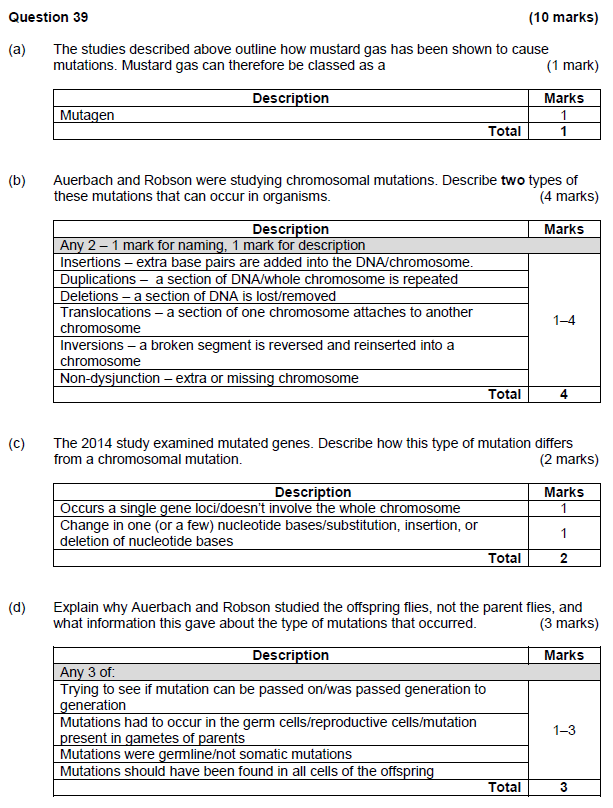 Question 39 (10 marks)
(a) The studies described above outline how mustard gas has been shown to cause
mutations. Mustard gas can therefore be classed as a (1 mark)
Description Marks
Mutagen 1
Total 1
(b) Auerbach and Robson were studying chromosomal mutations. Describe two types of
these mutations that can occur in organisms. (4 marks)
Description Marks
Any 2 – 1 mark for naming, 1 mark for description
Insertions – extra base pairs are added into the DNA/chromosome.
Duplications – a section of DNA/whole chromosome is repeated
Deletions – a section of DNA is lost/removed
Translocations – a section of one chromosome attaches to another
chromosome
1–4
Inversions – a broken segment is reversed and reinserted into a
chromosome
Non-dysjunction – extra or missing chromosome
Total 4
(c) The 2014 study examined mutated genes. Describe how this type of mutation differs
from a chromosomal mutation. (2 marks)
Description Marks
Occurs a single gene loci/doesn't involve the whole chromosome 1
Change in one (or a few) nucleotide bases/substitution, insertion, or
deletion of nucleotide bases 1
Total 2
(d) Explain why Auerbach and Robson studied the offspring flies, not the parent flies, and
what information this gave about the type of mutations that occurred. (3 marks)
Description Marks
Any 3 of:
Trying to see if mutation can be passed on/was passed generation to
generation
Mutations had to occur in the germ cells/reproductive cells/mutation
present in gametes of parents
1–3
Mutations were germline/not somatic mutations
Mutations should have been found in all cells of the offspring
Total 3